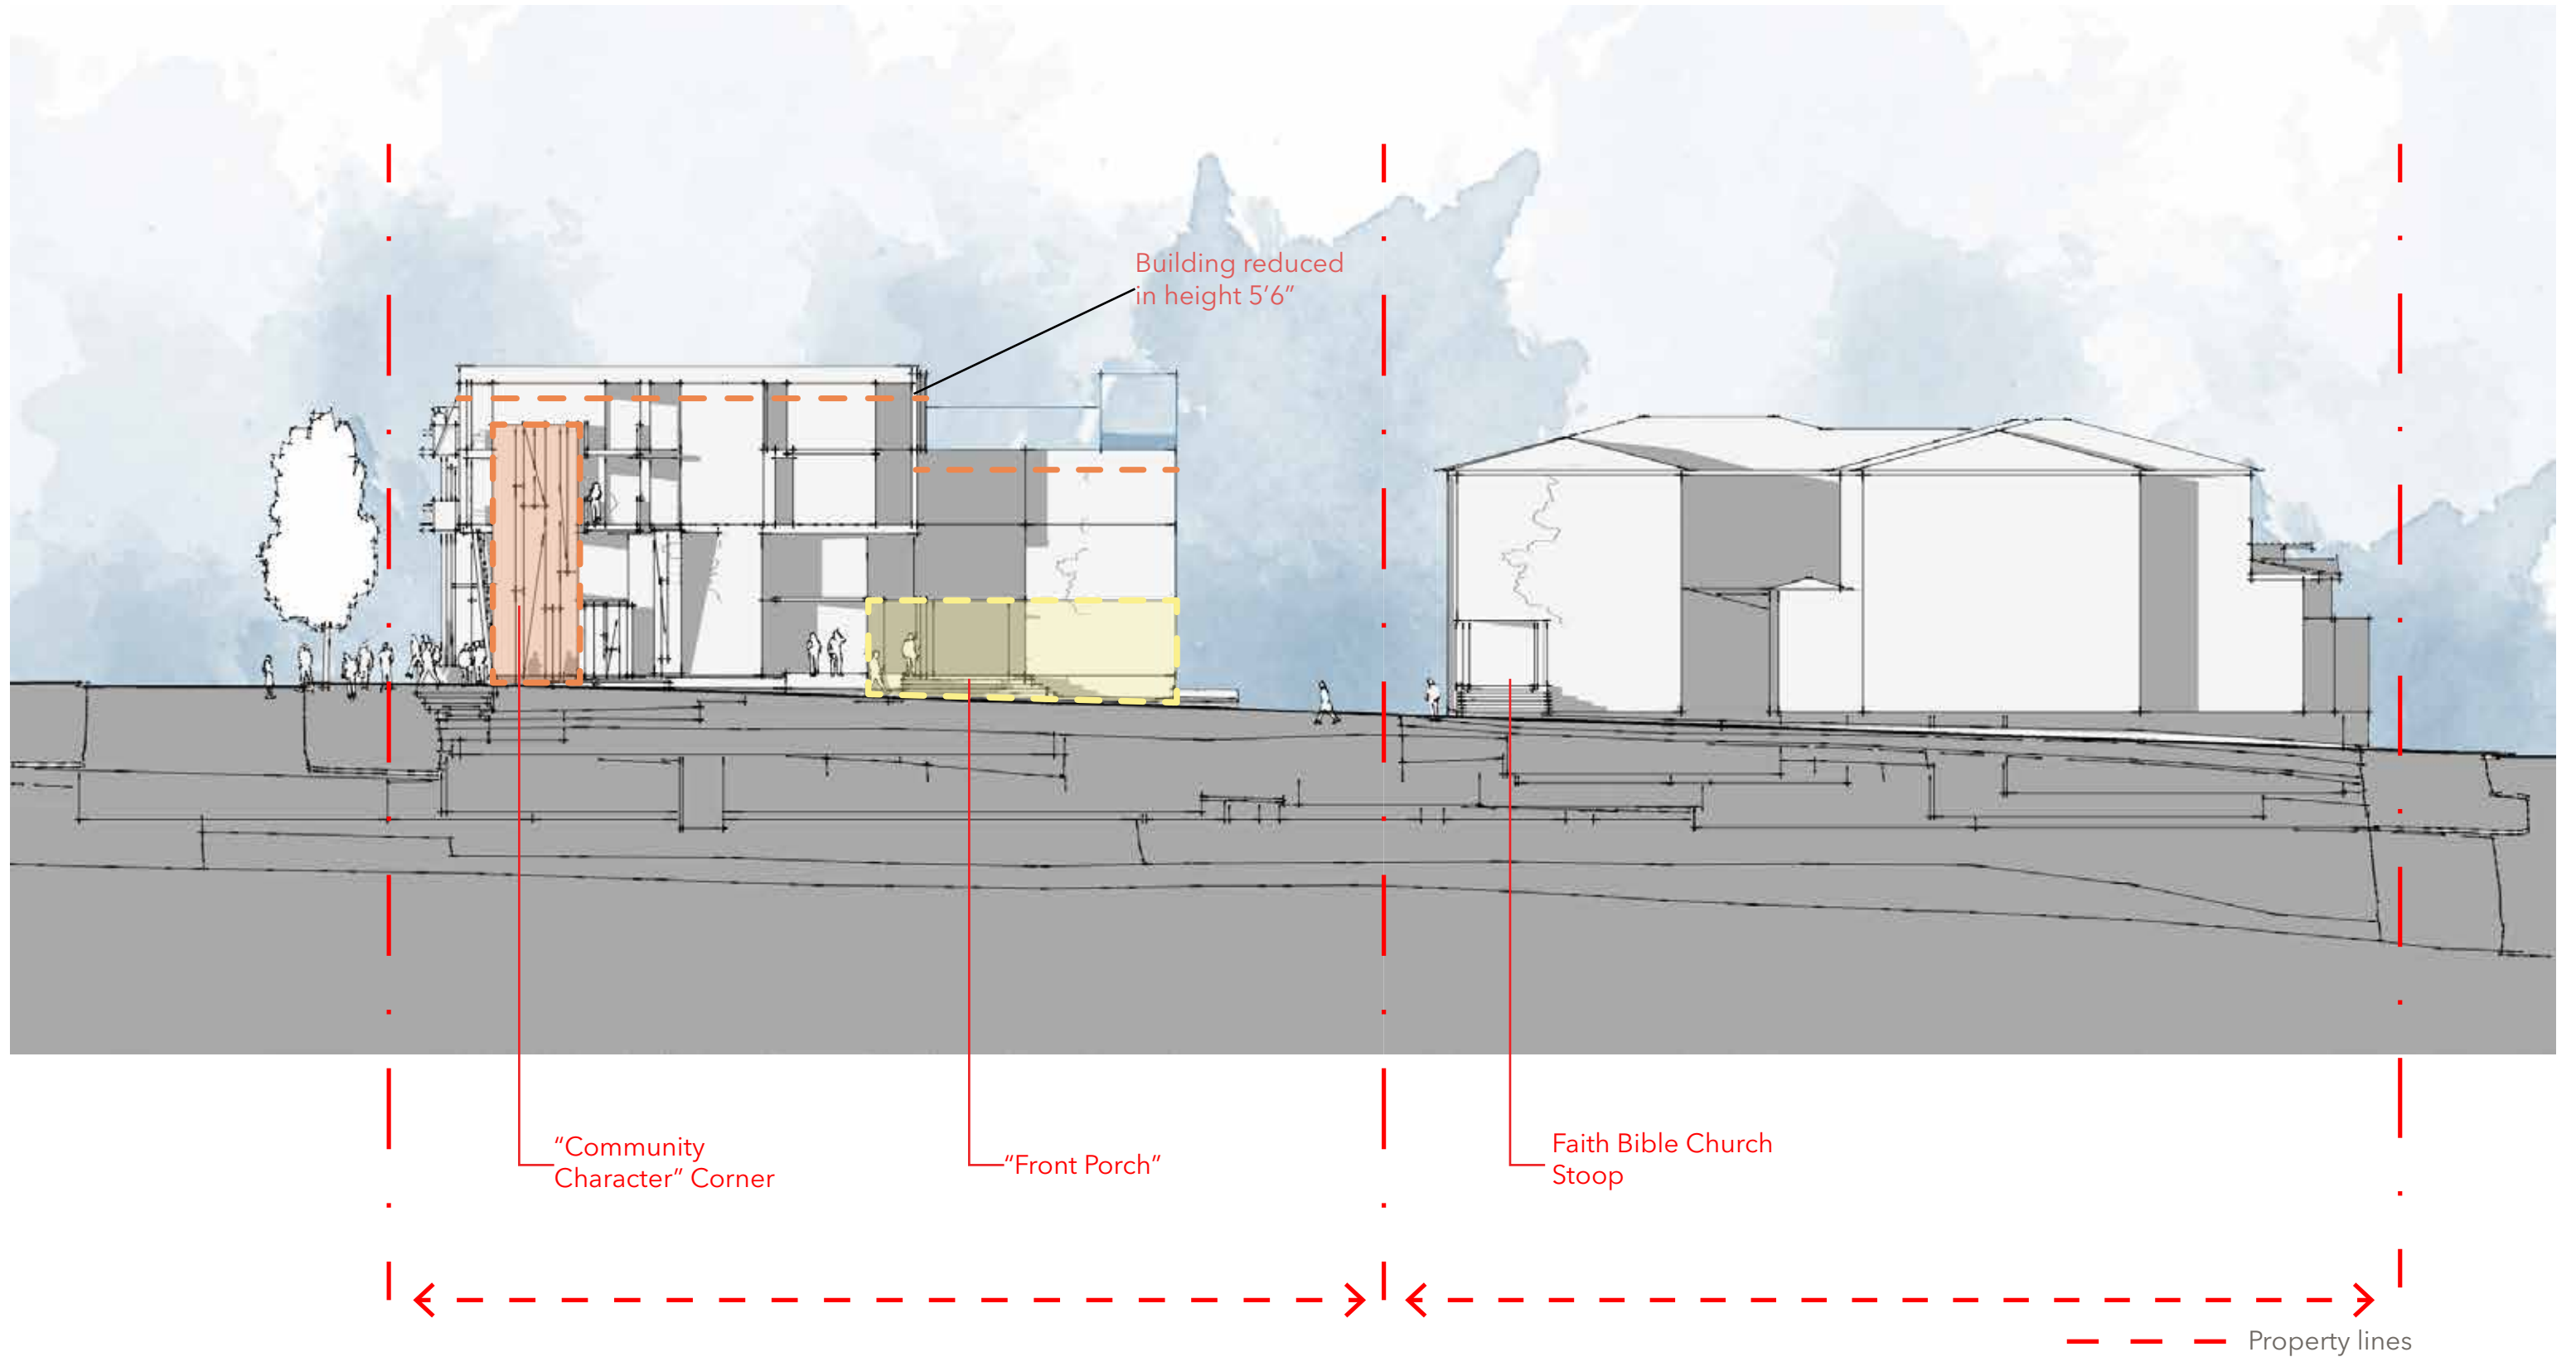 Building reduced
in height 5’6”
“Community
Character” Corner
“Front Porch”
Faith Bible Church
Stoop
Property lines